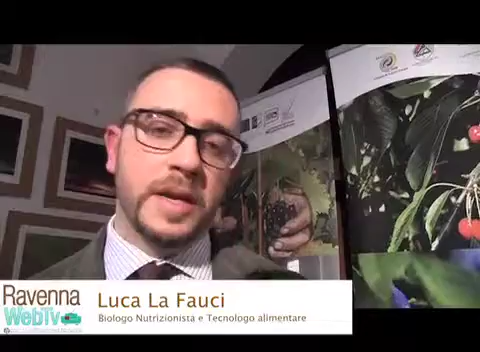 Ravenna
WebTv
Luca La Fauci
Biologo Nutrizionista e Tecnologo alimentare